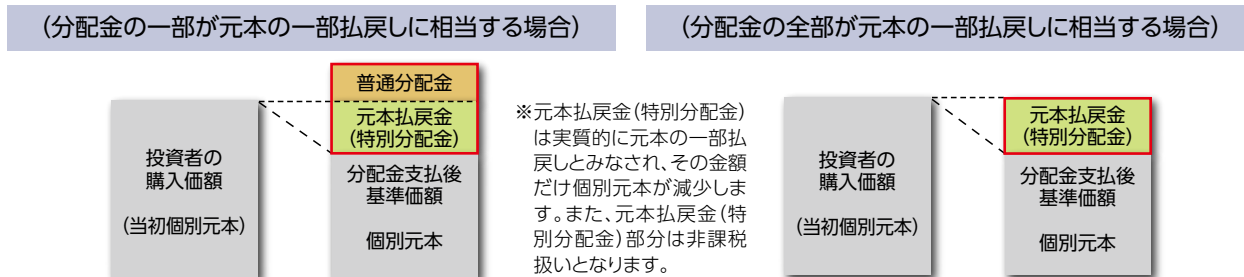 (分配金の一部が元本の一部払戻しに相当する場合)
普通分配金
元本払戻金
(特別分配金)
投資者の
購入価額
(当初個別元本)
分配金支払後
基準価額
個別元本
※元本払戻金(特別分配金)
は実質的に元本の一部払
戻しとみなされ、その金額
だけ個別元本が減少しま
す。また、元本払戻金(特
別分配金)部分は非課税
扱いとなります。
(分配金の全部が元本の一部払戻しに相当する場合)
元本払戻金
(特別分配金)
投資者の
購入価額
(当初個別元本)
分配金支払後
基準価額
個別元本